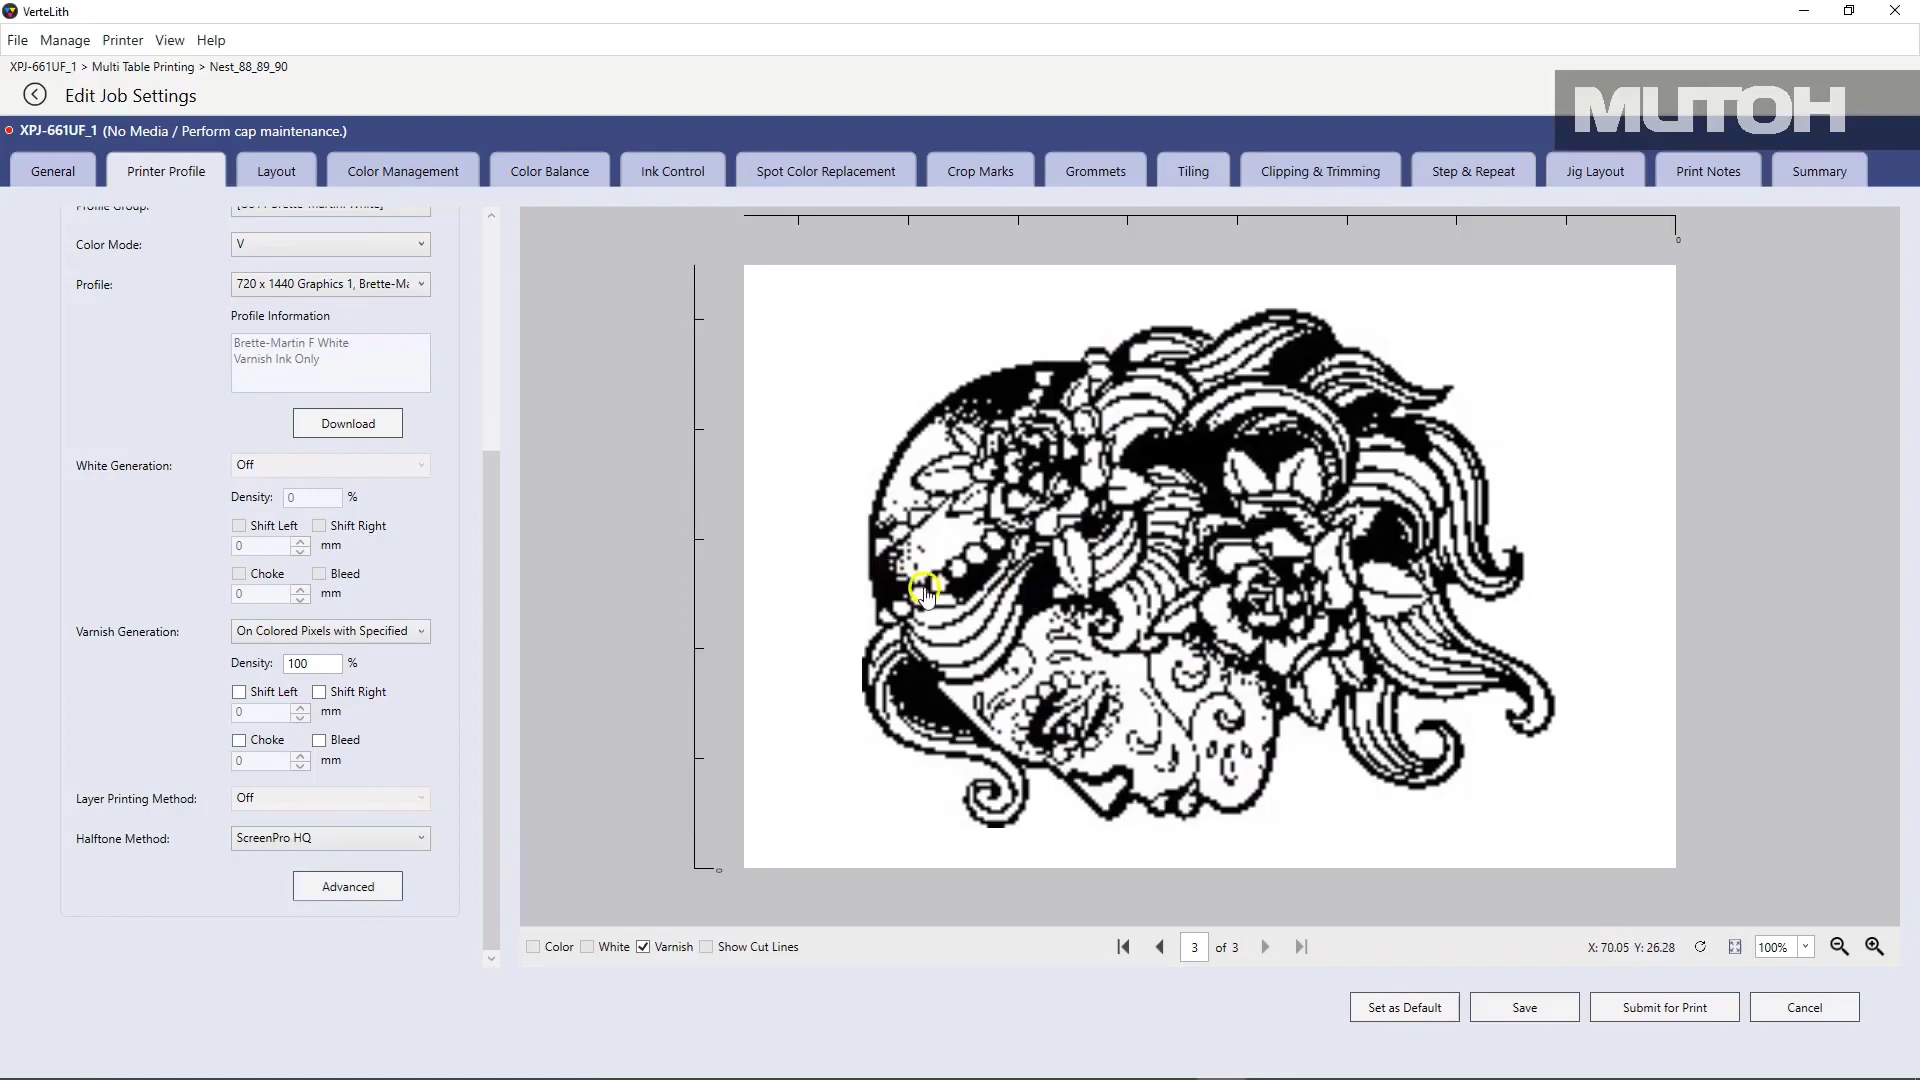 VerteLith
File Manage Printer View Help
XPJ-661UF_1 > Multi Table Printing > Nest_88_89_90
Edit Job Settings
MUTOH
XPJ-661UF_1 (No Media / Perform cap maintenance.)
General Printer Profile Layout Color Management Color Balance Ink Control Spot Color Replacement Crop Marks Grommets Tiling Clipping & Trimming Step & Repeat Jig Layout Print Notes Summary
Profile Group:
Color Mode: V
Profile: 720 x 1440 Graphics 1, Brette-Ma
Profile Information
Brette-Martin F White
Varnish Ink Only
Download
White Generation: Off
Density: 0 %
Shift Left Shift Right
0 mm
Choke Bleed
0 mm
Varnish Generation: On Colored Pixels with Specified
Density: 100 %
Shift Left Shift Right
0 mm
Choke Bleed
0 mm
Layer Printing Method: Off
Halftone Method: ScreenPro HQ
Advanced
0
0
Color White Varnish Show Cut Lines 3 of 3 X: 70.05 Y: 26.28 100%
Set as Default Save Submit for Print Cancel